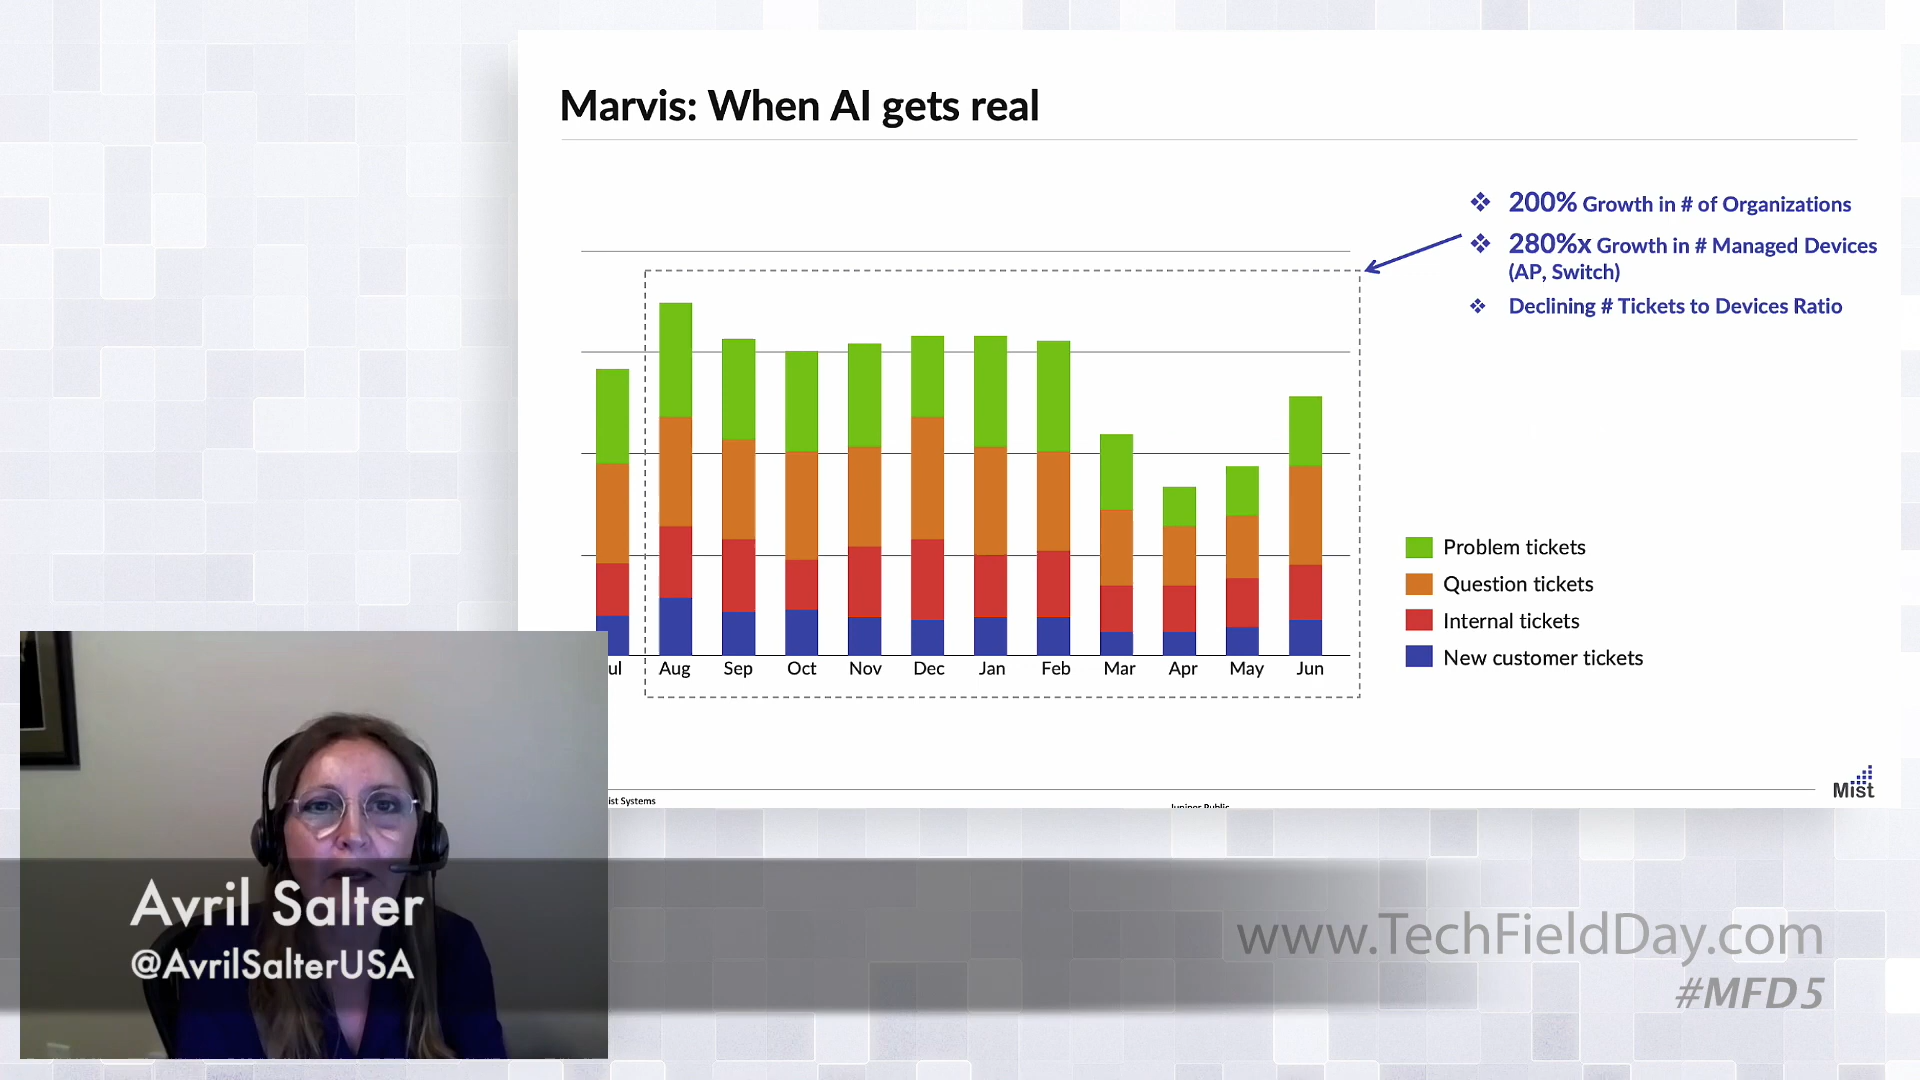 Marvis: When AI gets real
200% Growth in # of Organizations
280%x Growth in # Managed Devices
(AP, Switch)
Declining # Tickets to Devices Ratio
ul Aug Sep Oct Nov Dec Jan Feb Mar Apr May Jun
Problem tickets
Question tickets
Internal tickets
New customer tickets
ist Systems
Juniper Public
Mist
Avril Salter
@AvrilSalterUSA
www.TechFieldDay.com
#MFD5